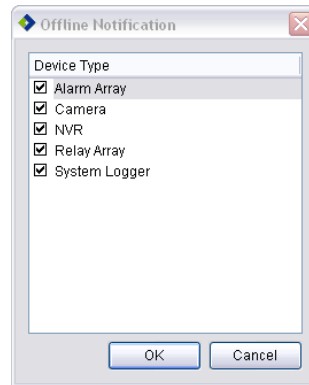 Offline Notification
Device Type
Alarm Array
Camera
NVR
Relay Array
System Logger
OK Cancel